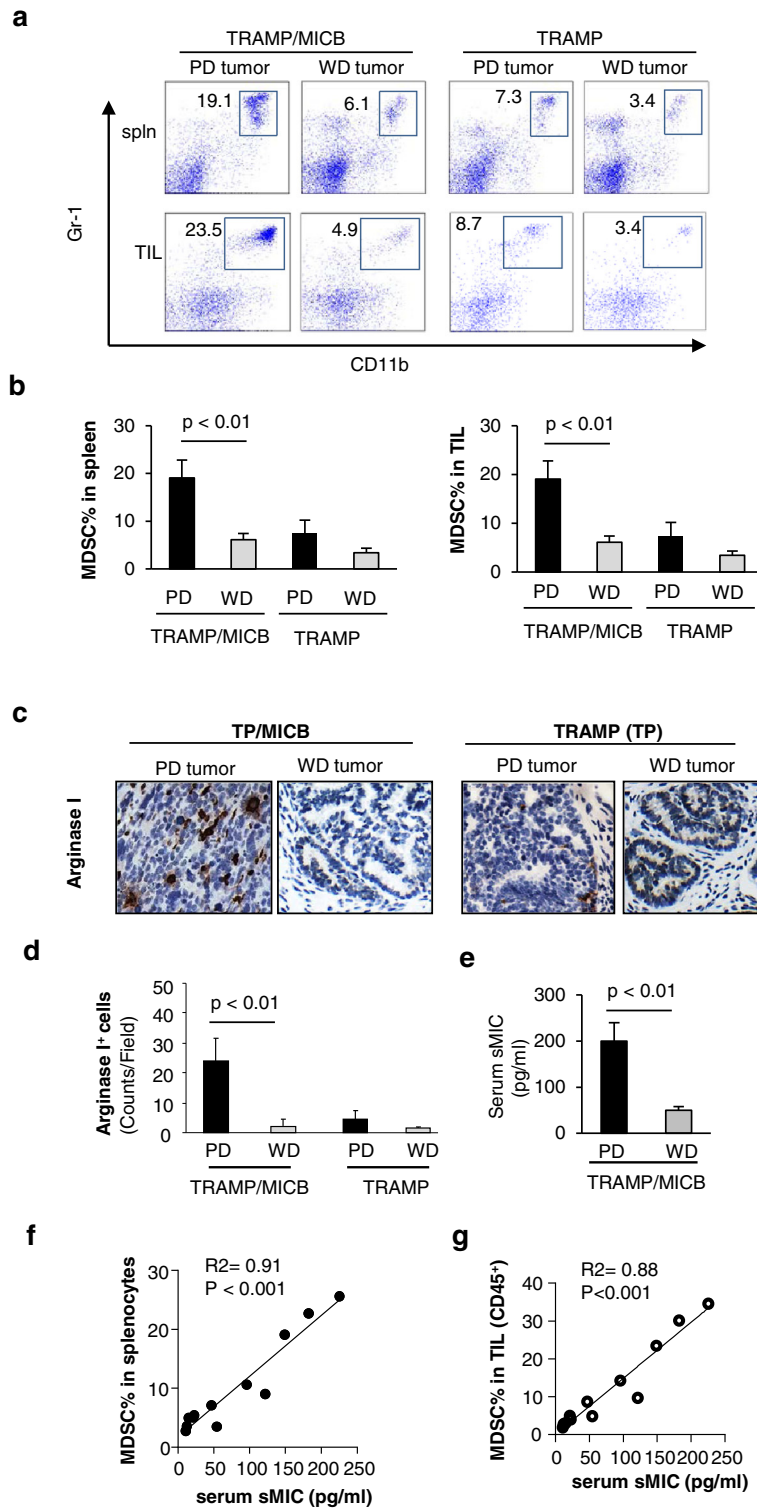 a
TRAMP/MICB TRAMP
PD tumor WD tumor PD tumor WD tumor
spln 19.1 6.1 7.3 3.4
Gr-1
TIL 23.5 4.9 8.7 3.4
CD11b
b
MDSC% in spleen
30
20
10
0
p < 0.01
PD WD PD WD
TRAMP/MICB TRAMP
MDSC% in TIL
30
20
10
0
p < 0.01
PD WD PD WD
TRAMP/MICB TRAMP
c
TP/MICB TRAMP (TP)
PD tumor WD tumor PD tumor WD tumor
Arginase I
d
Arginase I⁺ cells
(Counts/Field)
50
40
30
20
10
0
p < 0.01
PD WD PD WD
TRAMP/MICB TRAMP
e
Serum sMIC
(pg/ml)
300
200
100
0
p < 0.01
PD WD
TRAMP/MICB
f
R2= 0.91
P < 0.001
MDSC% in splenocytes
30
20
10
0
0 50 100 150 200 250
serum sMIC (pg/ml)
g
R2= 0.88
P<0.001
MDSC% in TIL (CD45⁺)
40
30
20
10
0
0 50 100 150 200 250
serum sMIC (pg/ml)